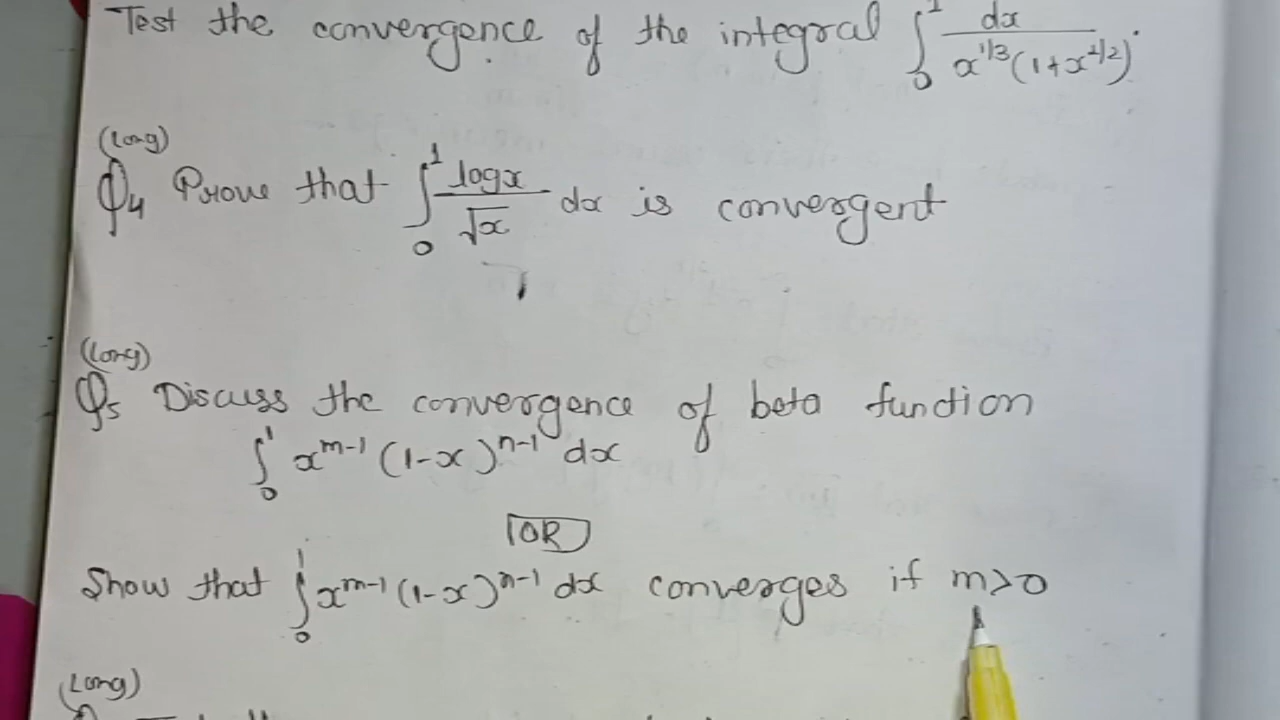 Test the convergence of the integral ∫₀¹ dx / x^{1/3}(1+x^{2/2}).
(Long)
Q4 Prove that ∫₀¹ logx/√x dx is convergent
(Long)
Q5 Discuss the convergence of beta function
∫₀¹ x^{m-1} (1-x)^{n-1} dx
OR
Show that ∫₀¹ x^{m-1} (1-x)^{n-1} dx converges if m>0
(Long)